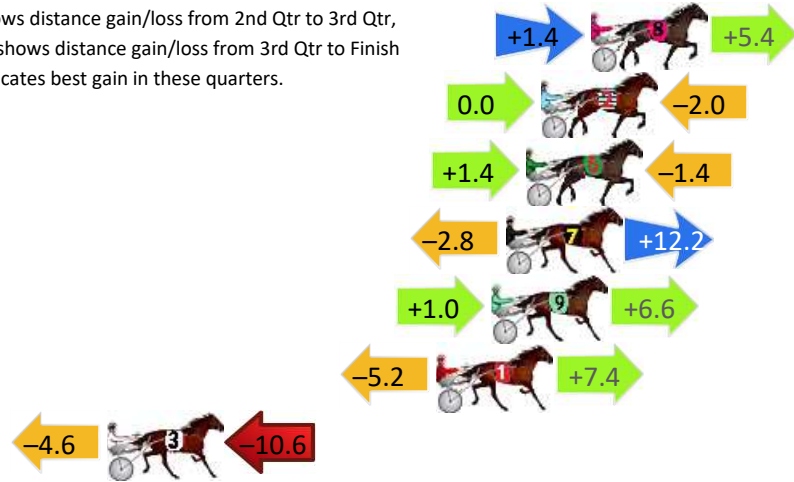 ws distance gain/loss from 2nd Qtr to 3rd Qtr,
shows distance gain/loss from 3rd Qtr to Finish
cates best gain in these quarters.
+1.4 8 +5.4
0.0 2 –2.0
+1.4 6 –1.4
–2.8 7 +12.2
+1.0 9 +6.6
–5.2 1 +7.4
–4.6 3 –10.6